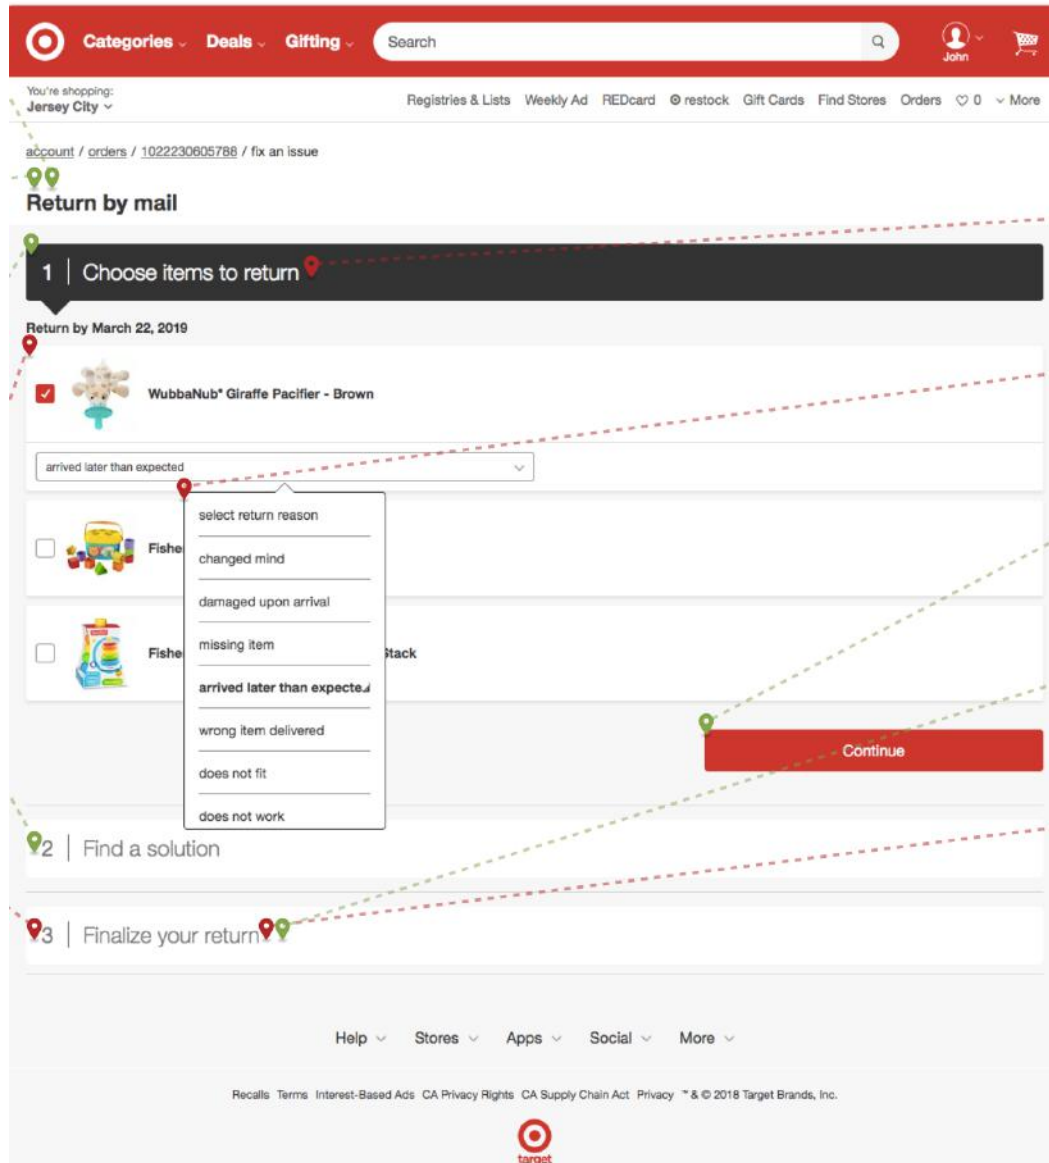 Categories Deals Gifting Search John
You're shopping:
Jersey City
Registries & Lists Weekly Ad REDcard restock Gift Cards Find Stores Orders 0 More
account / orders / 1022230605788 / fix an issue
Return by mail
1 | Choose items to return
Return by March 22, 2019
WubbaNub® Giraffe Pacifier - Brown
arrived later than expected
select return reason
changed mind
Fishe
damaged upon arrival
missing item
Fishe
Stack
arrived later than expected
wrong item delivered
Continue
does not fit
does not work
2 | Find a solution
3 | Finalize your return
Help Stores Apps Social More
Recalls Terms Interest-Based Ads CA Privacy Rights CA Supply Chain Act Privacy ™ & © 2018 Target Brands, Inc.
target